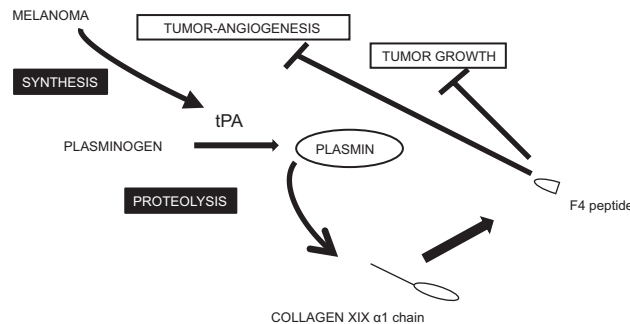 MELANOMA
TUMOR-ANGIOGENESIS
TUMOR GROWTH
SYNTHESIS
tPA
PLASMINOGEN
PLASMIN
PROTEOLYSIS
F4 peptide
COLLAGEN XIX α1 chain